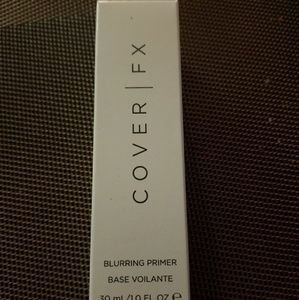 COVER | FX
BLURRING PRIMER
BASE VOILANTE
30 mL / 1.0 FL. OZ ℮